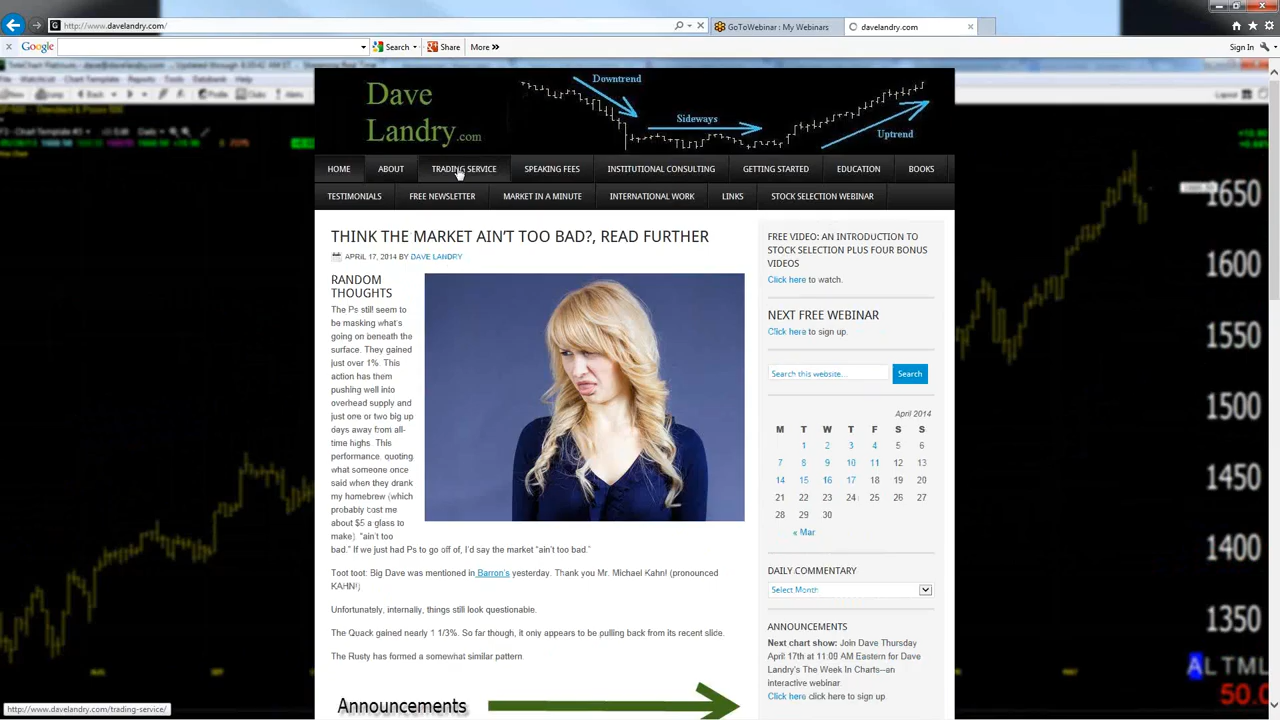 http://www.davelandry.com/
GoToWebinar : My Webinars
davelandry.com
Google
Search
Share
More »
Sign In
Dave
Landry.com
Downtrend
Sideways
Uptrend
HOME
ABOUT
TRADING SERVICE
SPEAKING FEES
INSTITUTIONAL CONSULTING
GETTING STARTED
EDUCATION
BOOKS
TESTIMONIALS
FREE NEWSLETTER
MARKET IN A MINUTE
INTERNATIONAL WORK
LINKS
STOCK SELECTION WEBINAR
THINK THE MARKET AIN'T TOO BAD?, READ FURTHER
APRIL 17, 2014 BY DAVE LANDRY
RANDOM
THOUGHTS
The Ps still seem to
be masking what's
going on beneath the
surface. They gained
just over 1%. This
action has them
pushing well into
overhead supply and
just one or two big up
days away from all-
time highs. This
performance, quoting
what someone once
said when they drank
my homebrew (which
probably cost me
about $5 a glass to
make) "ain't too
bad." If we just had Ps to go off of, I'd say the market "ain't too bad."
Toot toot: Big Dave was mentioned in Barron's yesterday. Thank you Mr. Michael Kahn! (pronounced
KAHN!)
Unfortunately, internally, things still look questionable.
The Quack gained nearly 1 1/3%. So far though, it only appears to be pulling back from its recent slide.
The Rusty has formed a somewhat similar pattern.
Announcements
FREE VIDEO: AN INTRODUCTION TO
STOCK SELECTION PLUS FOUR BONUS
VIDEOS
Click here to watch.
NEXT FREE WEBINAR
Click here to sign up.
Search this website...
Search
April 2014
M T W T F S S
1 2 3 4 5 6
7 8 9 10 11 12 13
14 15 16 17 18 19 20
21 22 23 24 25 26 27
28 29 30
« Mar
DAILY COMMENTARY
Select Month
ANNOUNCEMENTS
Next chart show: Join Dave Thursday
April 17th at 11:00 AM Eastern for Dave
Landry's The Week In Charts--an
interactive webinar.
Click here click here to sign up
1650
1600
1550
1500
1450
1400
1350
1300
ALTML
50.0
http://www.davelandry.com/trading-service/